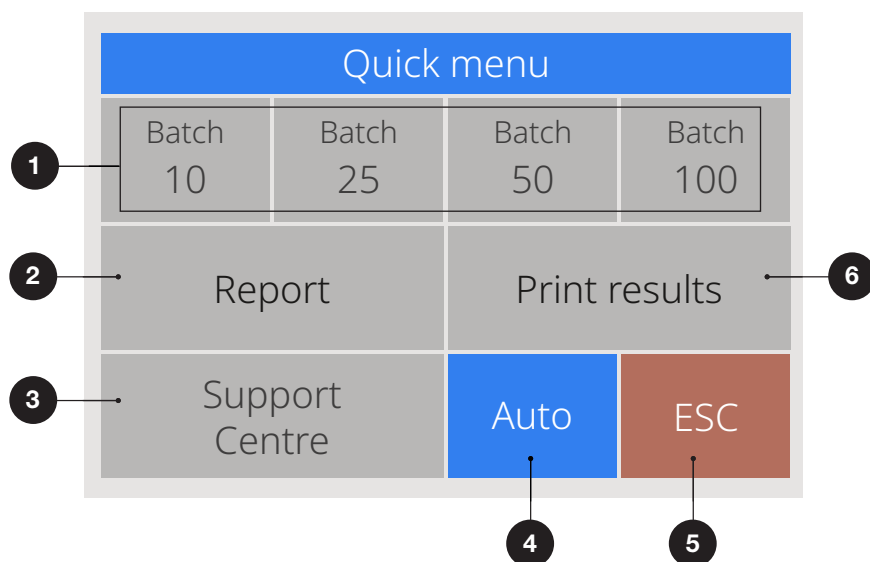 Quick menu
Batch Batch Batch Batch
1
10 25 50 100
2
Report Print results
6
3
Support
Centre
Auto ESC
4 5